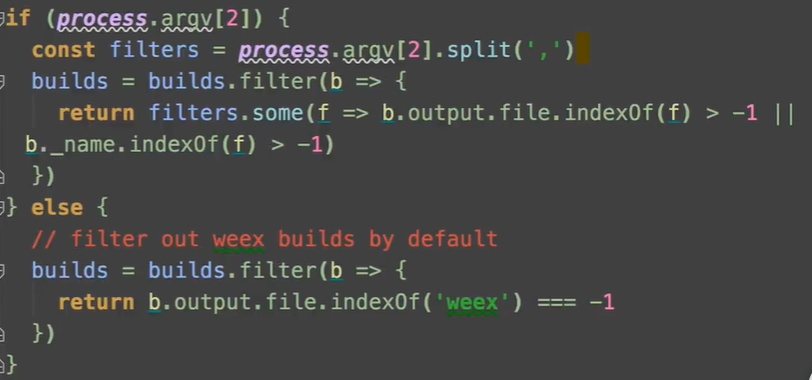 if (process.argv[2]) {
const filters = process.argv[2].split(',')
builds = builds.filter(b => {
return filters.some(f => b.output.file.indexOf(f) > -1 ||
b._name.indexOf(f) > -1)
})
} else {
// filter out weex builds by default
builds = builds.filter(b => {
return b.output.file.indexOf('weex') === -1
})
}